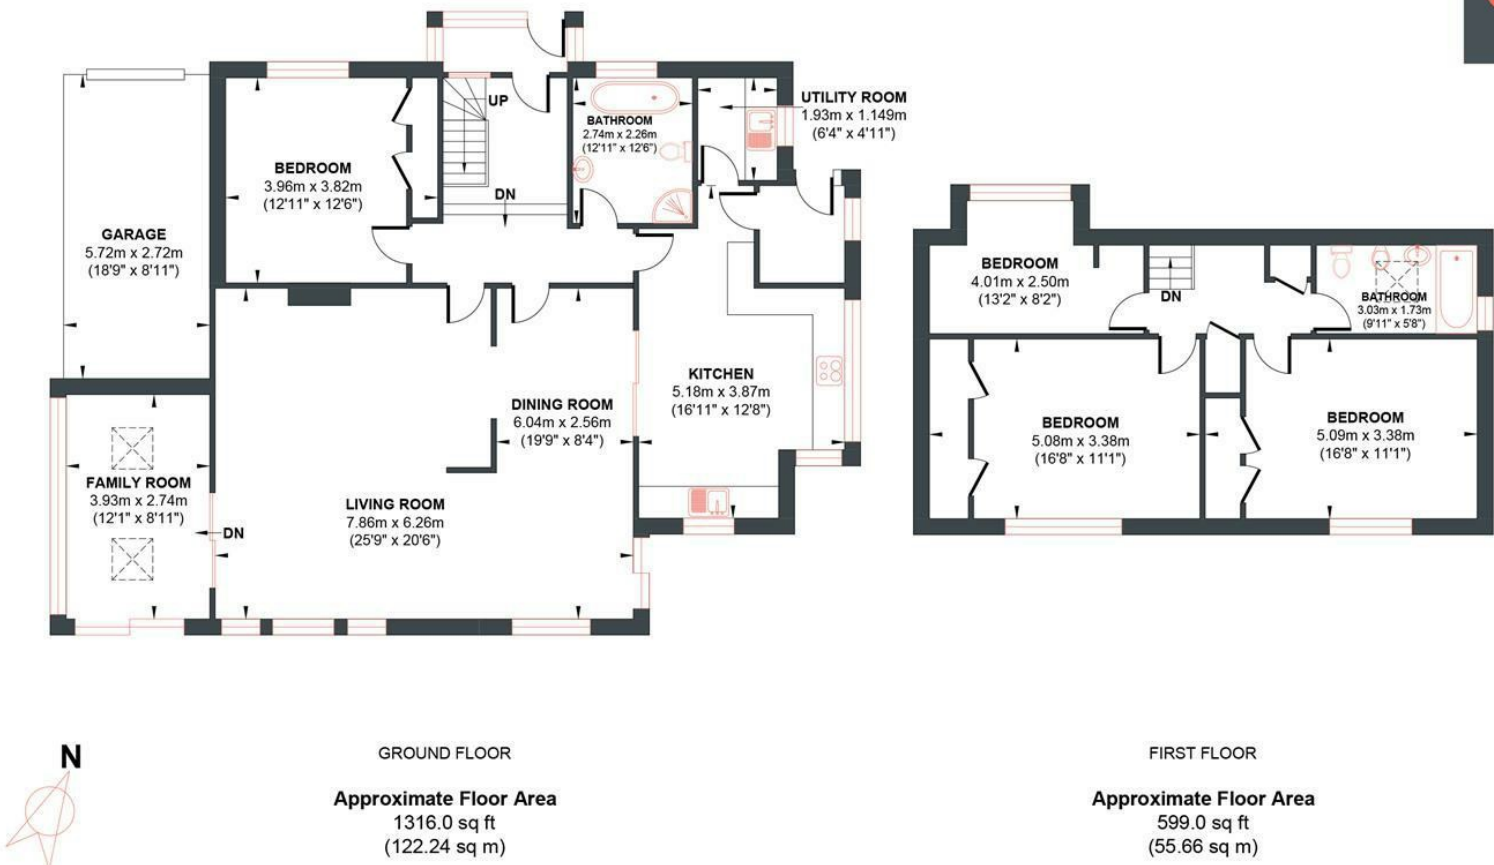 UP
BATHROOM
2.74m x 2.26m
(12'11" x 12'6")
UTILITY ROOM
1.93m x 1.149m
(6'4" x 4'11")
BEDROOM
3.96m x 3.82m
(12'11" x 12'6")
DN
GARAGE
5.72m x 2.72m
(18'9" x 8'11")
KITCHEN
5.18m x 3.87m
(16'11" x 12'8")
DINING ROOM
6.04m x 2.56m
(19'9" x 8'4")
FAMILY ROOM
3.93m x 2.74m
(12'1" x 8'11")
LIVING ROOM
7.86m x 6.26m
(25'9" x 20'6")
DN
BEDROOM
4.01m x 2.50m
(13'2" x 8'2")
DN
BATHROOM
3.03m x 1.73m
(9'11" x 5'8")
BEDROOM
5.08m x 3.38m
(16'8" x 11'1")
BEDROOM
5.09m x 3.38m
(16'8" x 11'1")
N
GROUND FLOOR
Approximate Floor Area
1316.0 sq ft
(122.24 sq m)
FIRST FLOOR
Approximate Floor Area
599.0 sq ft
(55.66 sq m)